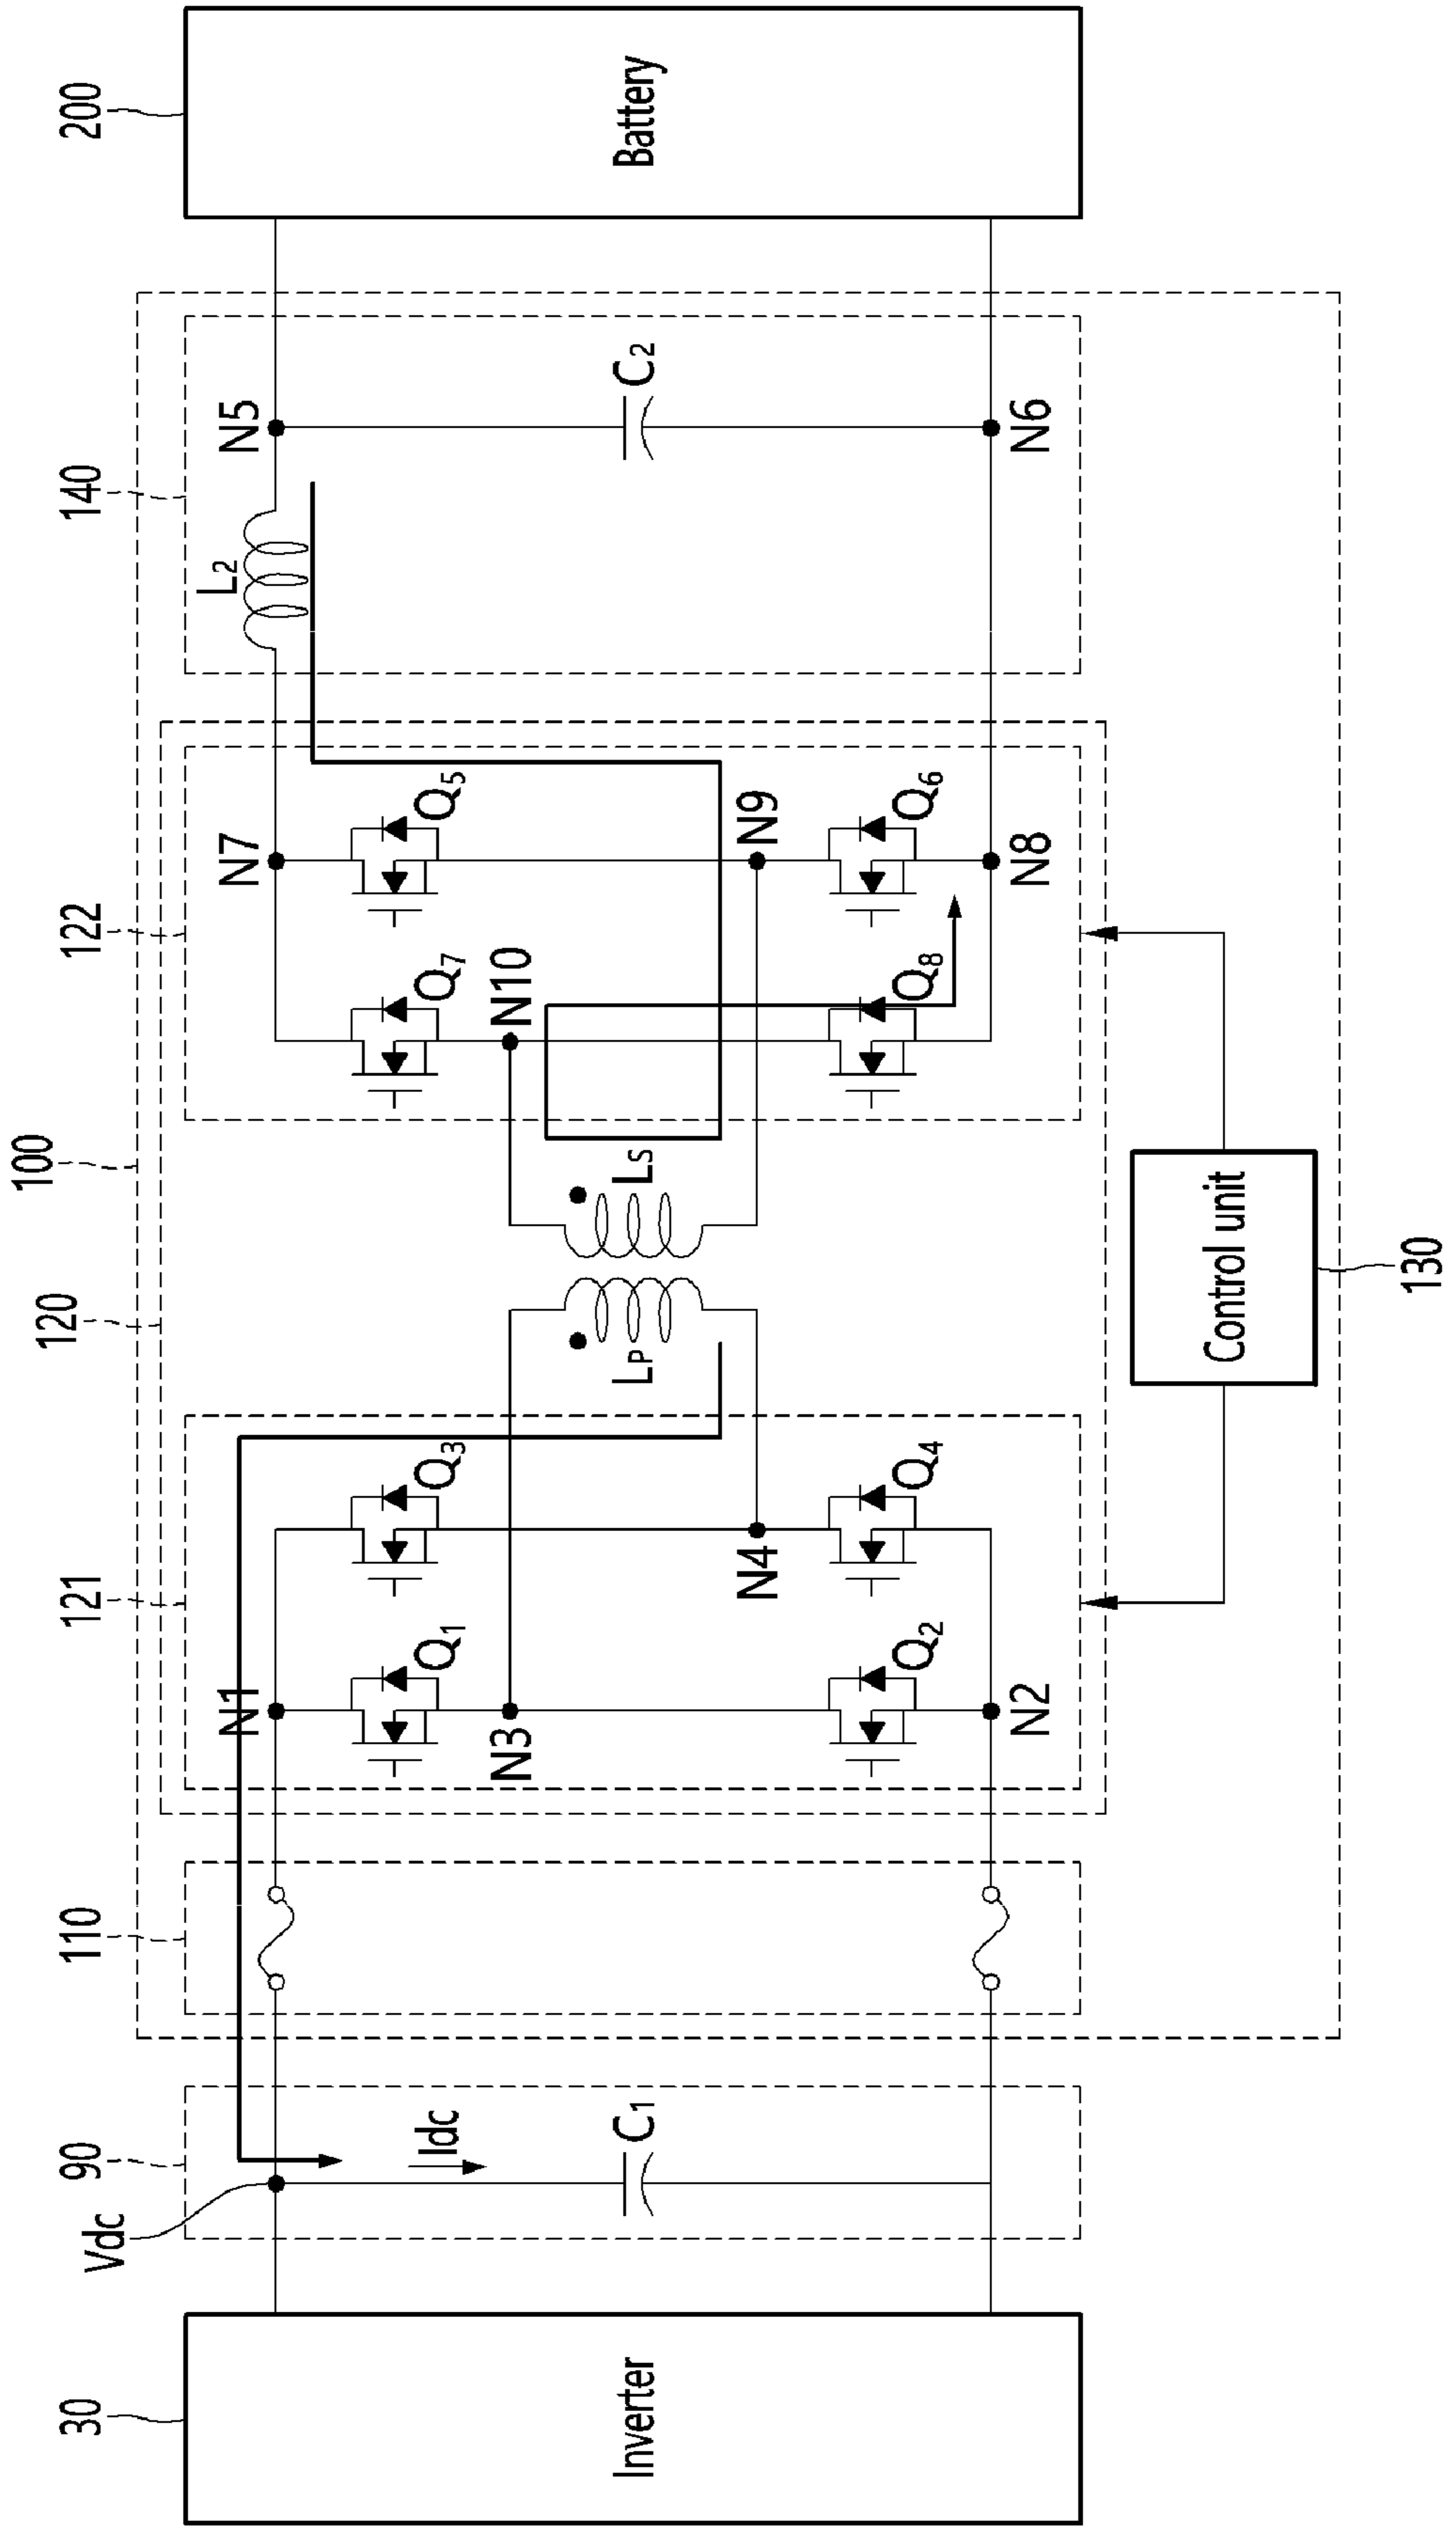 100
120
30
90
110
121
122
140
200
Vdc
Idc
C1
N1
Q1
N3
Q2
N2
Q3
N4
Q4
LP
LS
N10
Q7
Q8
N7
Q5
N9
Q6
N8
L2
N5
C2
N6
Inverter
Battery
Control unit
130